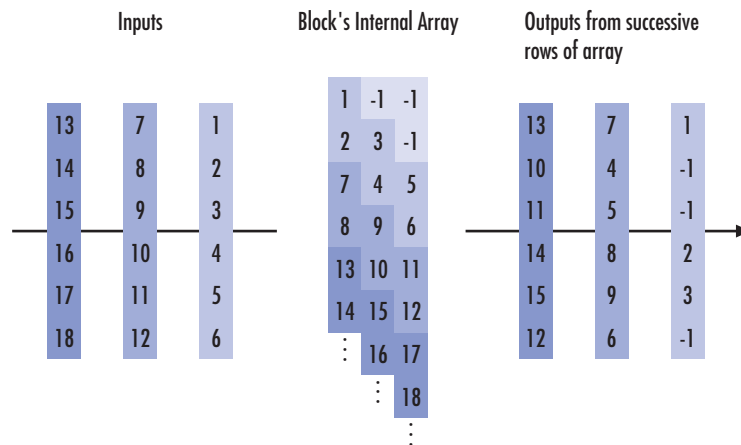 Inputs
Block's Internal Array
Outputs from successive
rows of array
13 7 1
14 8 2
15 9 3
16 10 4
17 11 5
18 12 6
1 -1 -1
2 3 -1
7 4 5
8 9 6
13 10 11
14 15 12
16 17
18
13 7 1
10 4 -1
11 5 -1
14 8 2
15 9 3
12 6 -1